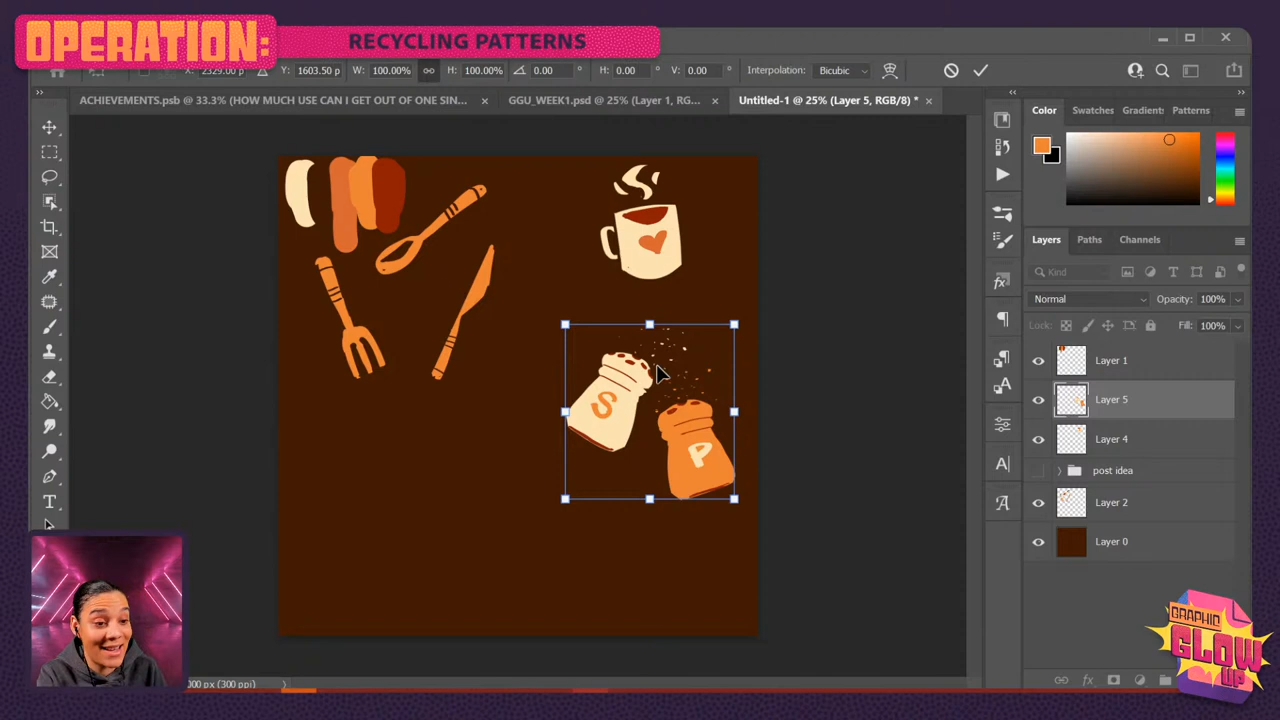 OPERATION:
RECYCLING PATTERNS
X: 2329.00 p Y: 1603.50 p W: 100.00% H: 100.00% 0.00 ° H: 0.00 ° V: 0.00 ° Interpolation: Bicubic
ACHIEVEMENTS.psb @ 33.3% (HOW MUCH USE CAN I GET OUT OF ONE SIN... ×
GGU_WEEK1.psd @ 25% (Layer 1, RG... ×
Untitled-1 @ 25% (Layer 5, RGB/8) * ×
Color Swatches Gradients Patterns
S
P
Layers Paths Channels
Kind
Normal Opacity: 100%
Lock: Fill: 100%
Layer 1
Layer 5
Layer 4
post idea
Layer 2
Layer 0
000 px (300 ppi)
GRAPHIC
GLOW
UP